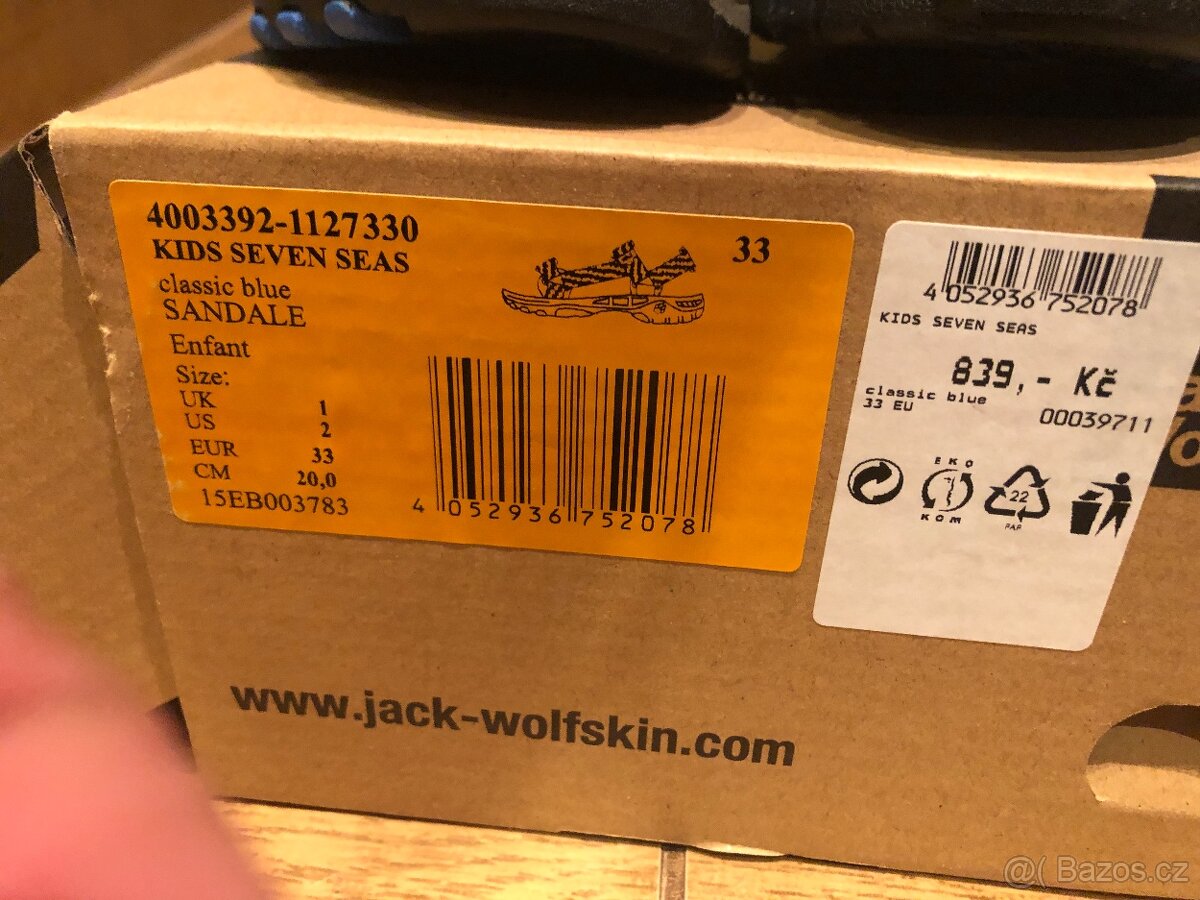 4003392-1127330
KIDS SEVEN SEAS
33
classic blue
SANDALE
Enfant
Size:
UK 1
US 2
EUR 33
CM 20,0
15EB003783
4 052936 752078
4 052936 752078
KIDS SEVEN SEAS
839,- Kč
classic blue
33 EU
00039711
EKO
KOM
22
PAP
www.jack-wolfskin.com
@( Bazos.cz